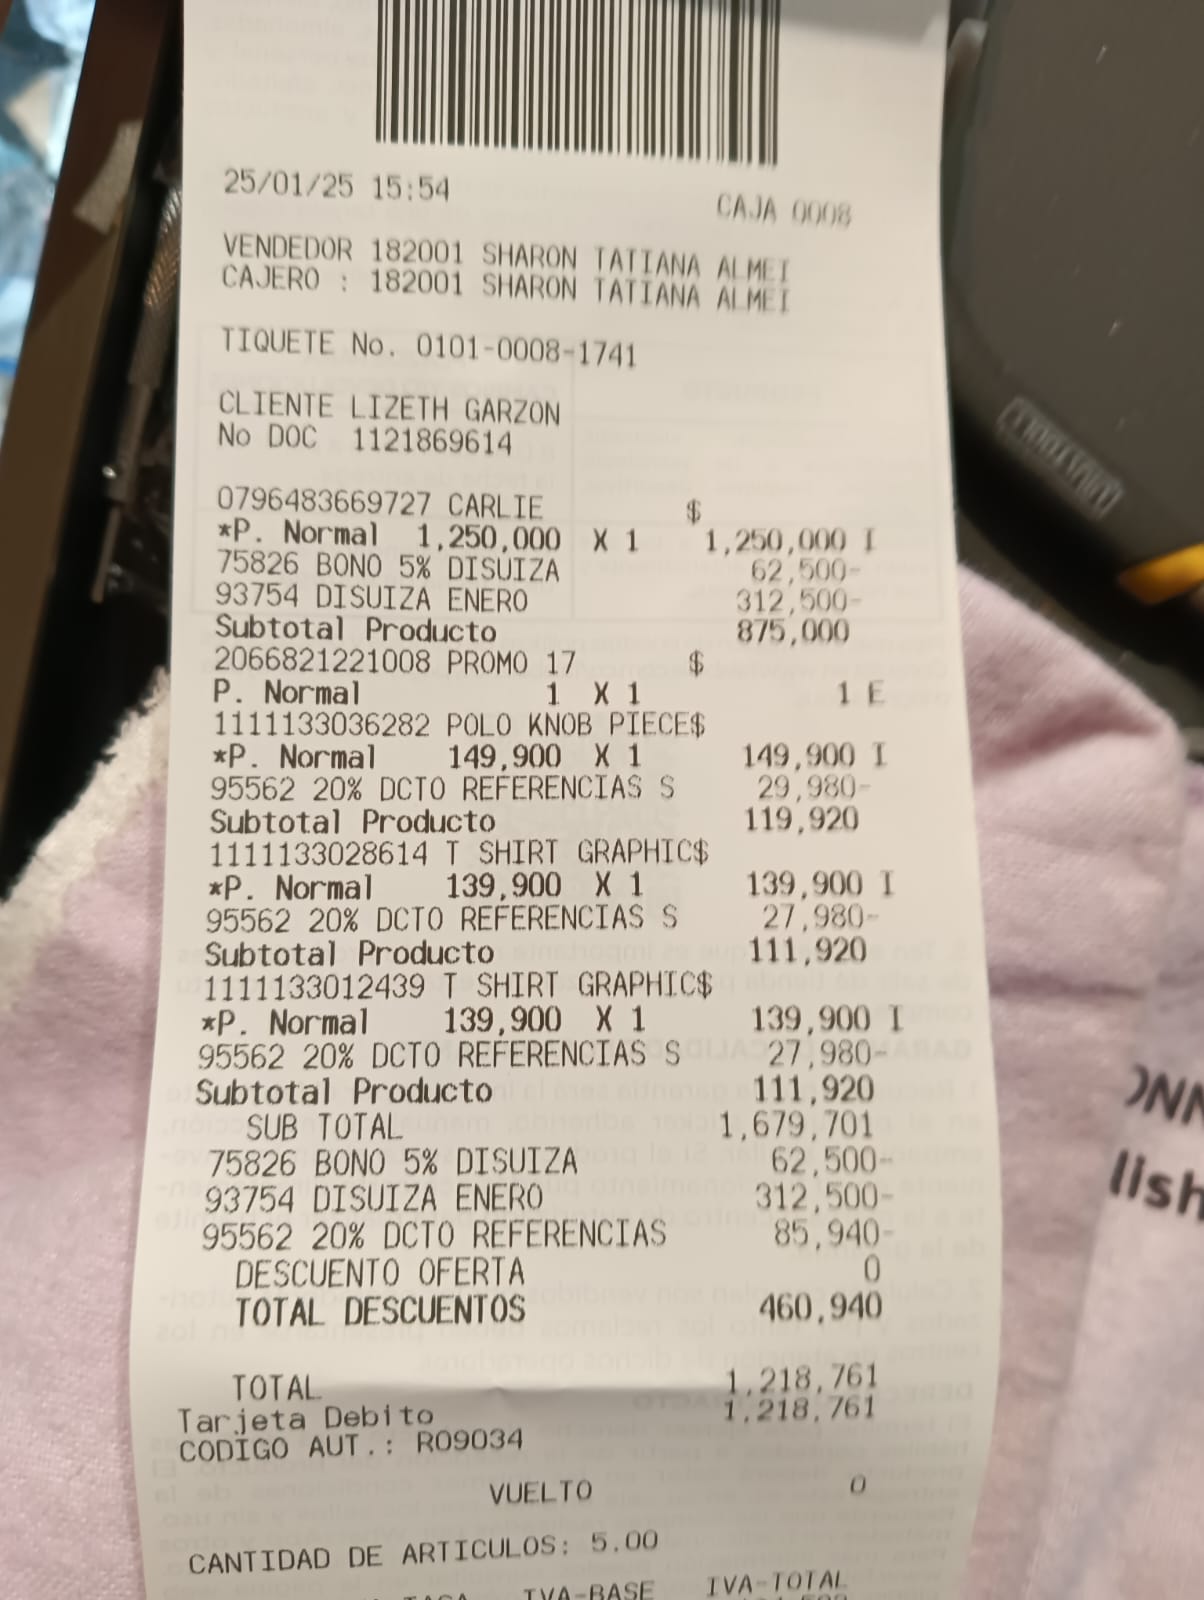 25/01/25 15:54 CAJA 0008
VENDEDOR 182001 SHARON TATIANA ALMEI
CAJERO : 182001 SHARON TATIANA ALMEI
TIQUETE No. 0101-0008-1741
CLIENTE LIZETH GARZON
No DOC 1121869614
0796483669727 CARLIE $
*P. Normal 1,250,000 X 1 1,250,000 I
75826 BONO 5% DISUIZA 62,500-
93754 DISUIZA ENERO 312,500-
Subtotal Producto 875,000
2066821221008 PROMO 17 $
P. Normal 1 X 1 1 E
1111133036282 POLO KNOB PIECE$
*P. Normal 149,900 X 1 149,900 I
95562 20% DCTO REFERENCIAS S 29,980-
Subtotal Producto 119,920
1111133028614 T SHIRT GRAPHIC$
*P. Normal 139,900 X 1 139,900 I
95562 20% DCTO REFERENCIAS S 27,980-
Subtotal Producto 111,920
1111133012439 T SHIRT GRAPHIC$
*P. Normal 139,900 X 1 139,900 I
95562 20% DCTO REFERENCIAS S 27,980-
Subtotal Producto 111,920
SUB TOTAL 1,679,701
75826 BONO 5% DISUIZA 62,500-
93754 DISUIZA ENERO 312,500-
95562 20% DCTO REFERENCIAS 85,940-
DESCUENTO OFERTA 0
TOTAL DESCUENTOS 460,940
TOTAL 1,218,761
Tarjeta Debito 1,218,761
CODIGO AUT.: R09034
VUELTO 0
CANTIDAD DE ARTICULOS: 5.00
IVA-BASE IVA-TOTAL